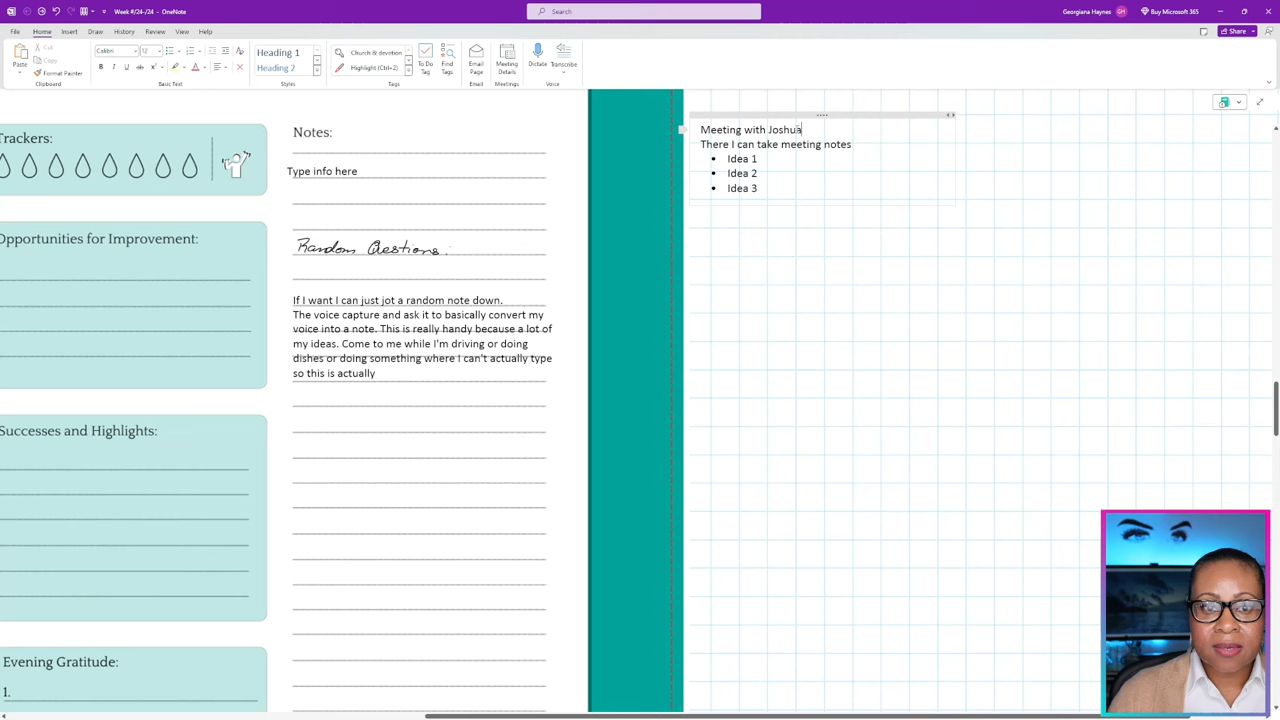 Week #/24-/24 - OneNote
Search
Georgiana Haynes
GH
Buy Microsoft 365
File
Home
Insert
Draw
History
Review
View
Help
Share
Paste
Cut
Copy
Format Painter
Clipboard
Calibri
12
Basic Text
Heading 1
Heading 2
Styles
Church & devotion
Highlight (Ctrl+2)
To Do Tag
Find Tags
Tags
Email Page
Email
Meeting Details
Meetings
Dictate
Transcribe
Voice
Trackers:
Opportunities for Improvement:
Successes and Highlights:
Evening Gratitude:
1.
Notes:
Type info here
Random Qestions.
If I want I can just jot a random note down.
The voice capture and ask it to basically convert my
voice into a note. This is really handy because a lot of
my ideas. Come to me while I'm driving or doing
dishes or doing something where I can't actually type
so this is actually
Meeting with Joshua
There I can take meeting notes
• Idea 1
• Idea 2
• Idea 3